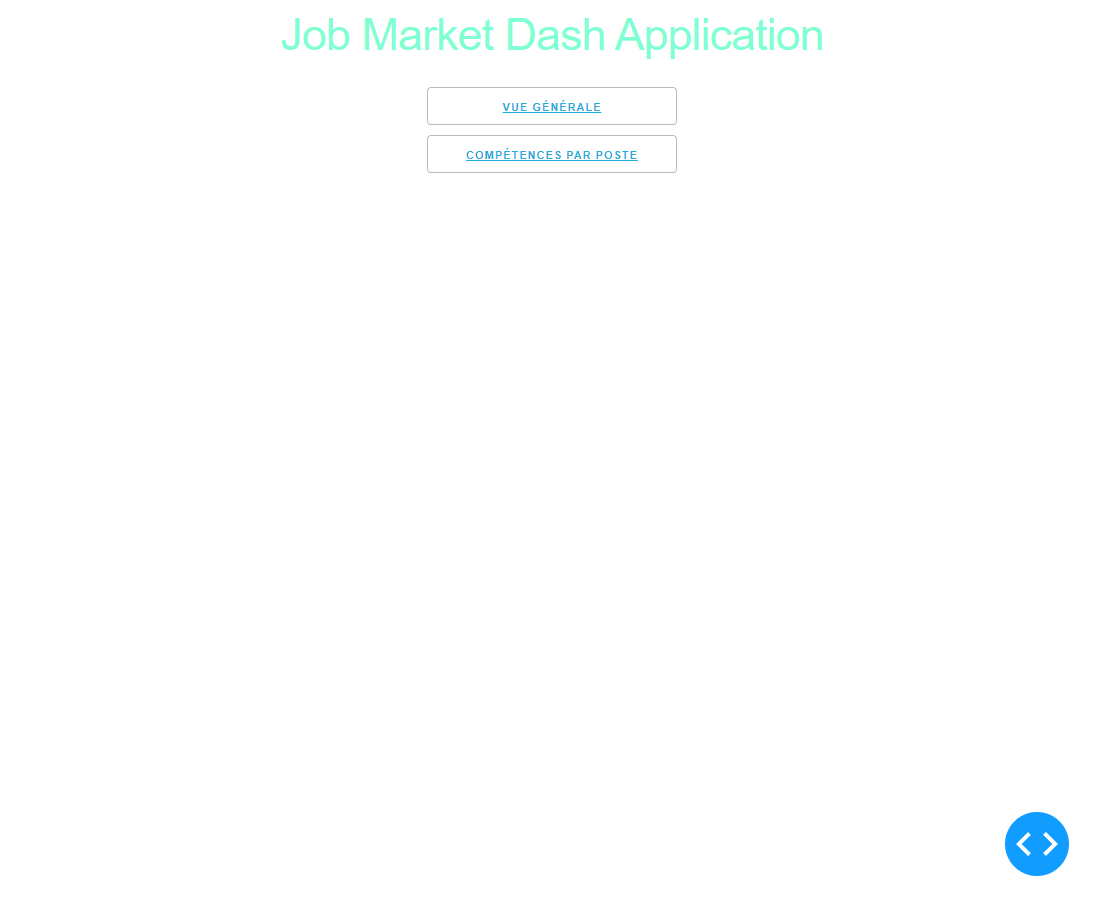 Job Market Dash Application
VUE GÉNÉRALE
COMPÉTENCES PAR POSTE